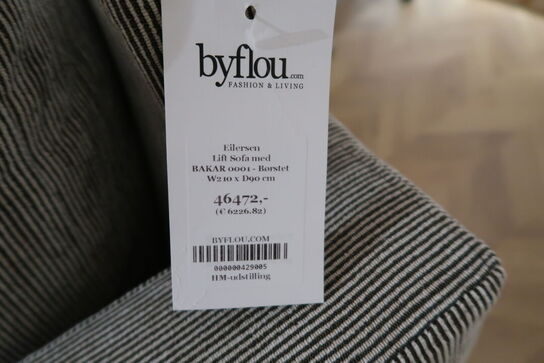 byflou.com
FASHION & LIVING
Eilersen
Lift Sofa med
BAKAR 0001 - Børstet
W240 x D90 cm
46472,-
(€ 6226.82)
BYFLOU.COM
000000429005
HM-udstilling